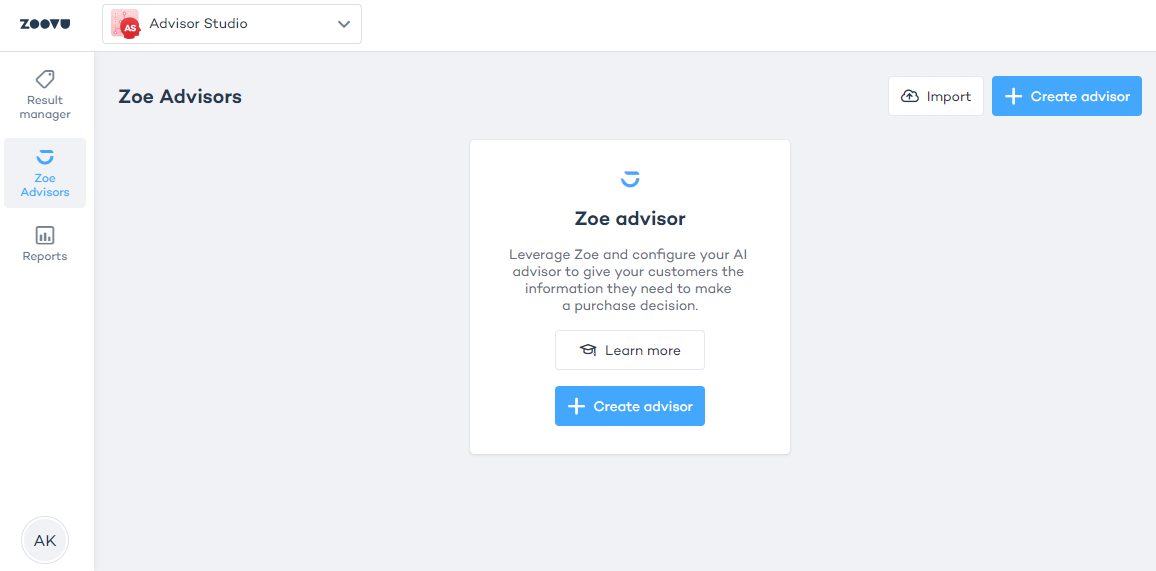 ZOOVU
AS
Advisor Studio
Result
manager
Zoe
Advisors
Reports
AK
Zoe Advisors
Import
Create advisor
Zoe advisor
Leverage Zoe and configure your AI
advisor to give your customers the
information they need to make
a purchase decision.
Learn more
Create advisor